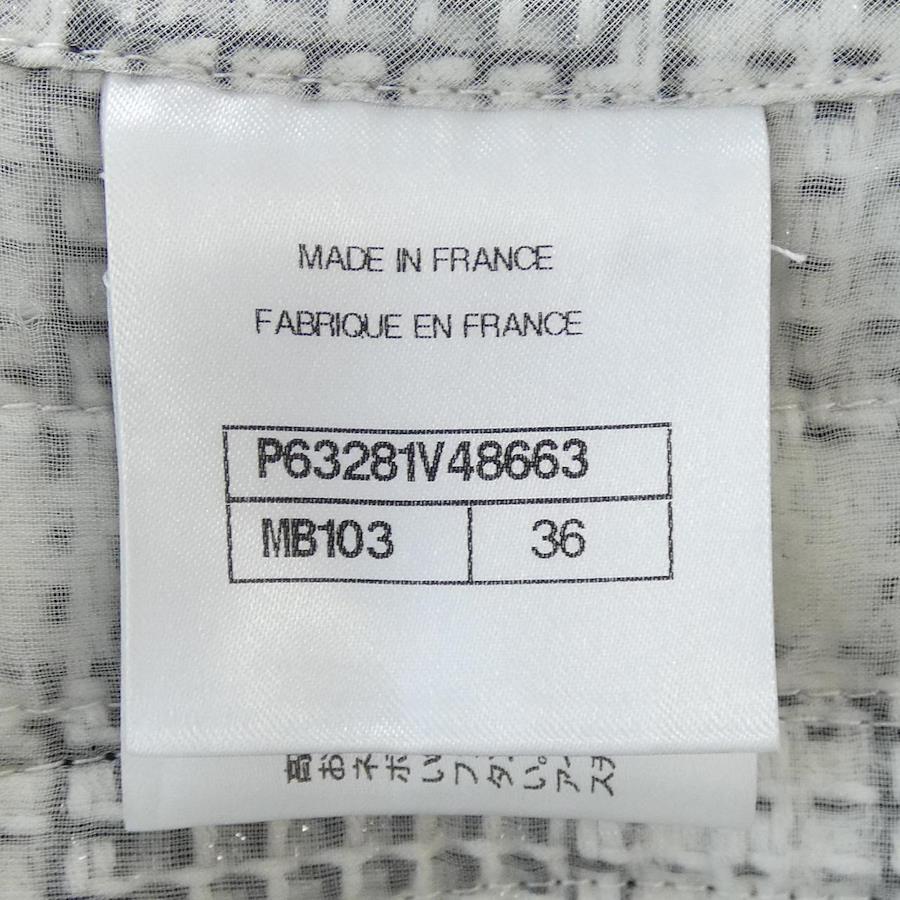 MADE IN FRANCE
FABRIQUE EN FRANCE
P63281V48663
MB103 36